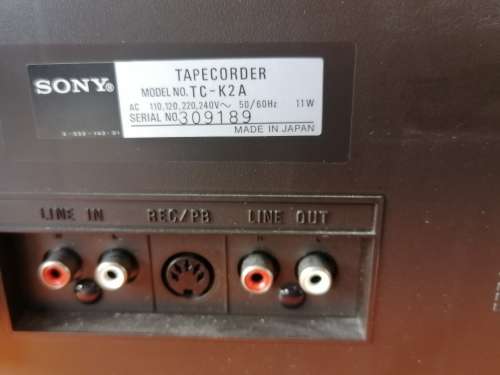 SONY®
TAPECORDER
MODEL NO. TC-K2A
AC 110,120,220,240V~ 50/60Hz 11W
SERIAL NO. 309189
MADE IN JAPAN
LINE IN REC/PB LINE OUT
R L R